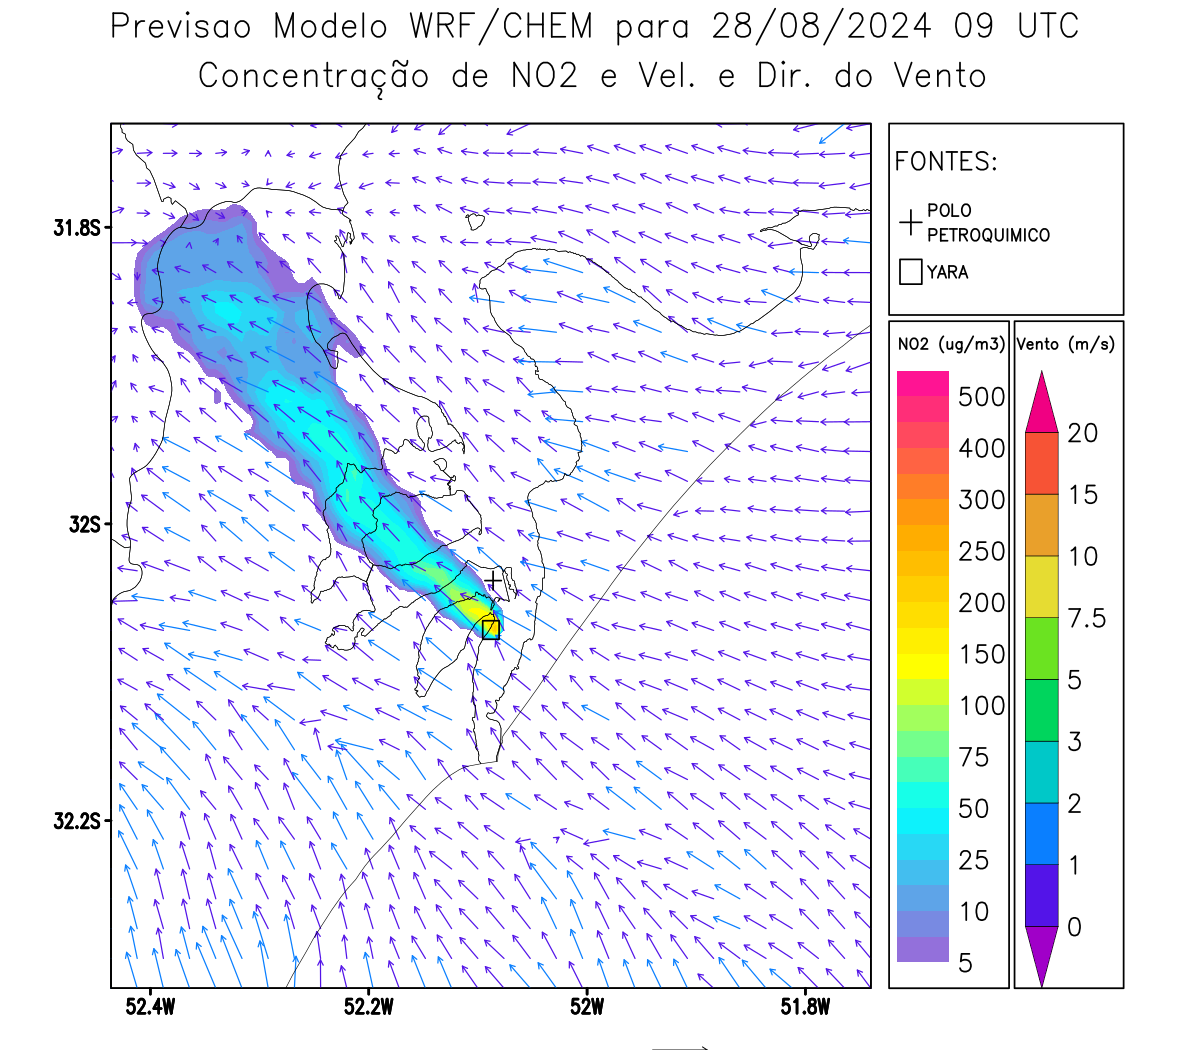 Previsao Modelo WRF/CHEM para 28/08/2024 09 UTC
Concentração de NO2 e Vel. e Dir. do Vento
FONTES:
POLO
PETROQUIMICO
YARA
NO2 (ug/m3)
500
400
300
250
200
150
100
75
50
25
10
5
Vento (m/s)
20
15
10
7.5
5
3
2
1
0
31.8S
32S
32.2S
52.4W
52.2W
52W
51.8W